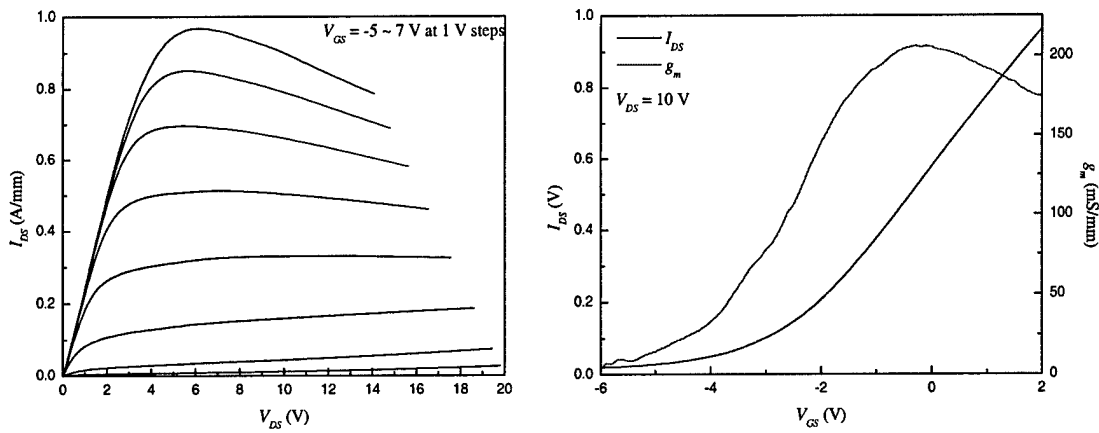 V_GS = -5 ~ 7 V at 1 V steps
1.0
0.8
0.6
0.4
0.2
0.0
I_DS (A/mm)
0 2 4 6 8 10 12 14 16 18 20
V_DS (V)
I_DS
g_m
V_DS = 10 V
1.0
0.8
0.6
0.4
0.2
0.0
I_DS (V)
200
150
100
50
0
g_m (mS/mm)
-6 -4 -2 0 2
V_GS (V)